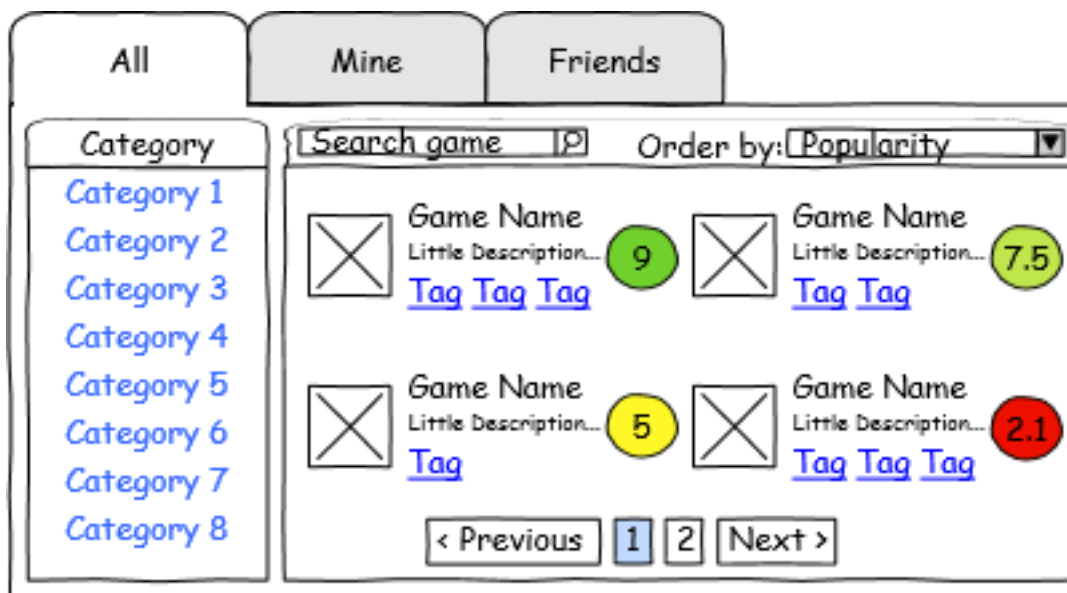 All Mine Friends
Category
Category 1
Category 2
Category 3
Category 4
Category 5
Category 6
Category 7
Category 8
Search game Order by: Popularity
Game Name
Little Description...
Tag Tag Tag
9
Game Name
Little Description...
Tag Tag
7.5
Game Name
Little Description...
Tag
5
Game Name
Little Description...
Tag Tag Tag
2.1
< Previous 1 2 Next >